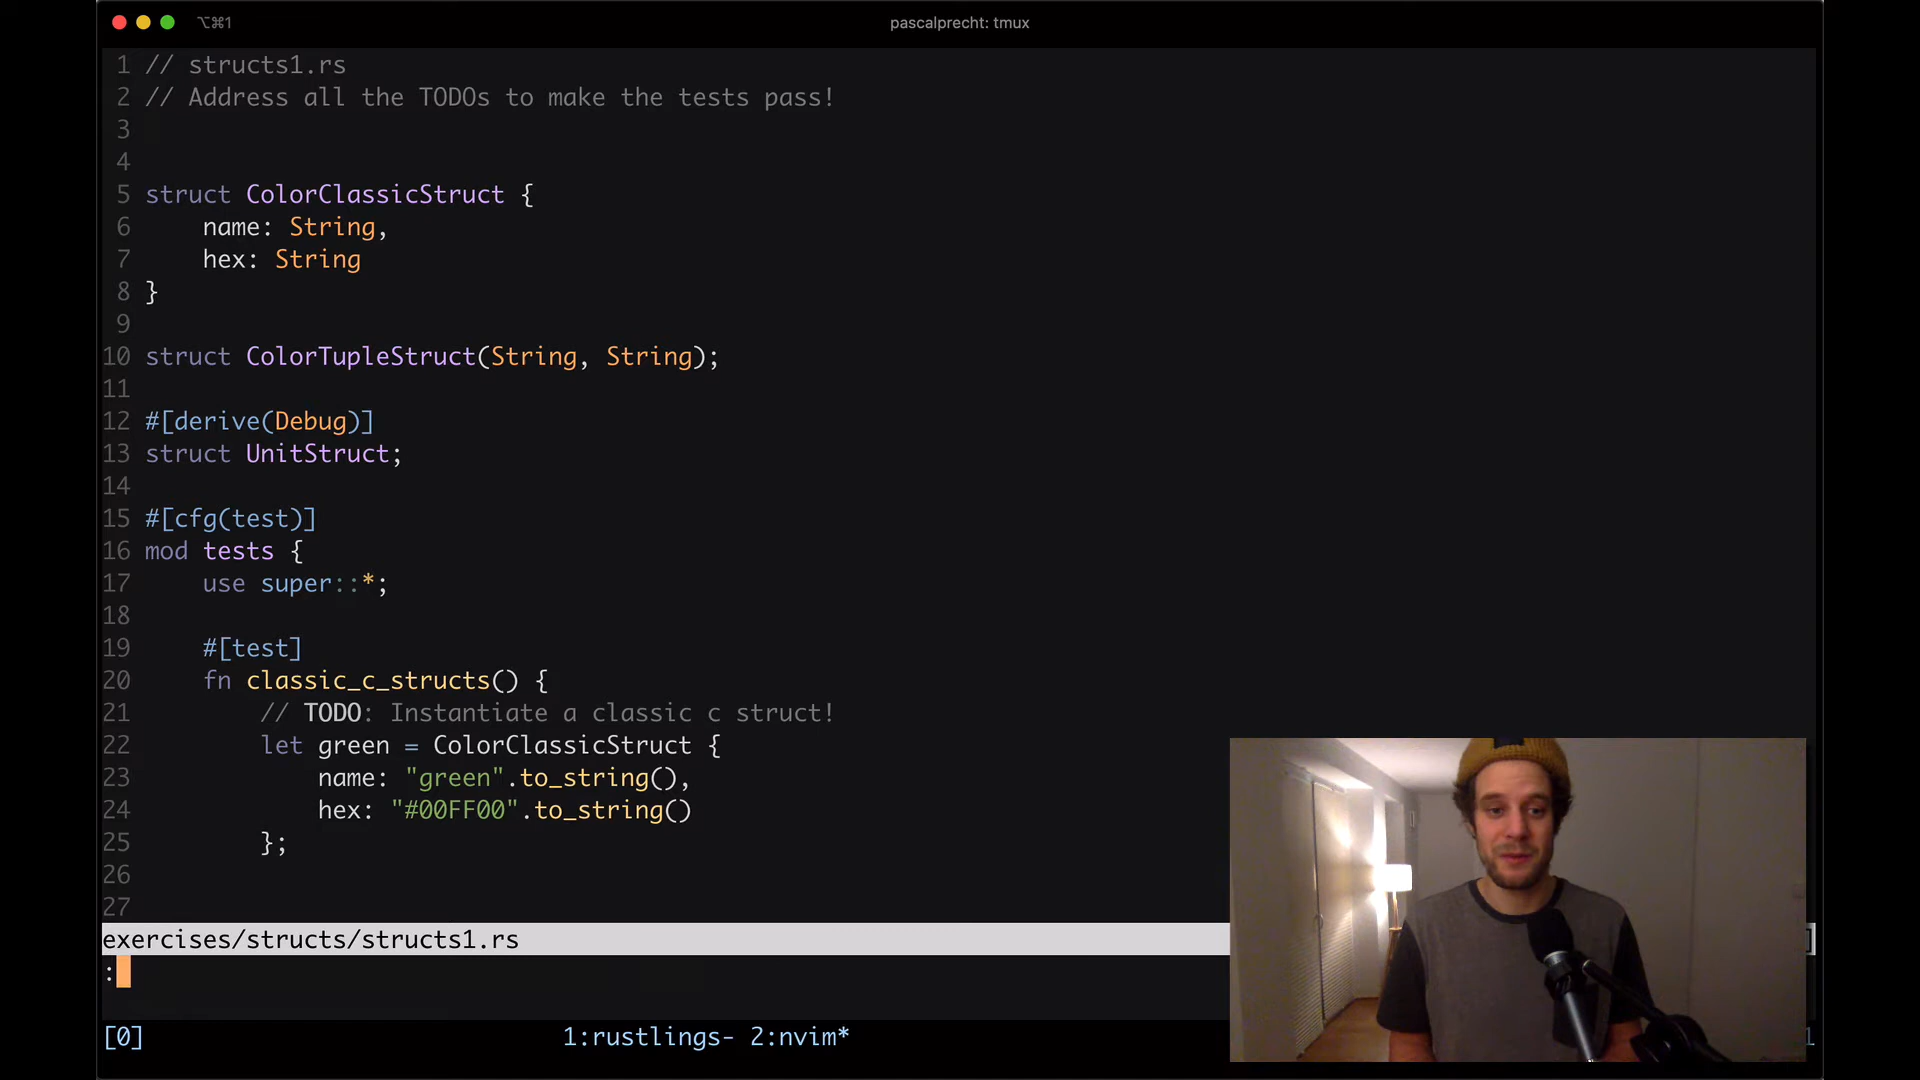 ⌥⌘1
pascalprecht: tmux
1 // structs1.rs
2 // Address all the TODOs to make the tests pass!
3
4
5 struct ColorClassicStruct {
6 name: String,
7 hex: String
8 }
9
10 struct ColorTupleStruct(String, String);
11
12 #[derive(Debug)]
13 struct UnitStruct;
14
15 #[cfg(test)]
16 mod tests {
17 use super::*;
18
19 #[test]
20 fn classic_c_structs() {
21 // TODO: Instantiate a classic c struct!
22 let green = ColorClassicStruct {
23 name: "green".to_string(),
24 hex: "#00FF00".to_string()
25 };
26
27
exercises/structs/structs1.rs
:
[0] 1:rustlings- 2:nvim*